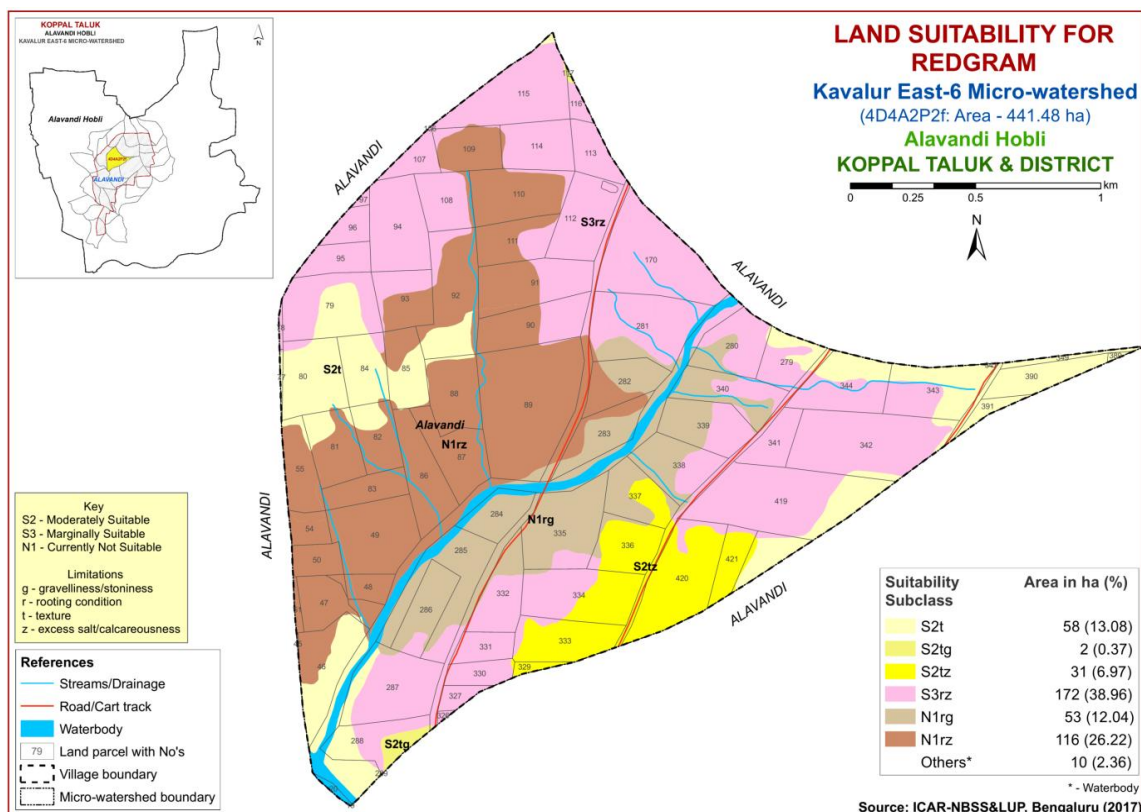 KOPPAL TALUK
ALAVANDI HOBLI
KAVALUR EAST-6 MICRO-WATERSHED
N
Alavandi Hobli
4D4A2P2f
ALAVANDI
LAND SUITABILITY FOR
REDGRAM
Kavalur East-6 Micro-watershed
(4D4A2P2f: Area - 441.48 ha)
Alavandi Hobli
KOPPAL TALUK & DISTRICT
km
0 0.25 0.5 1
N
ALAVANDI
ALAVANDI
ALAVANDI
ALAVANDI
115
116
114
113
109
107
108
110
112
S3rz
97
96
94
111
95
170
91
92
93
79
90
281
280
279
S2t
80
84
85
282
340
344
343
390
391
88
89
Alavandi
N1rz
87
81
82
86
283
339
341
342
338
55
83
337
419
54
49
284
N1rg
335
285
336
S2tz
421
420
50
48
47
286
332
334
333
331
329
330
46
287
327
288
S2tg
Key
S2 - Moderately Suitable
S3 - Marginally Suitable
N1 - Currently Not Suitable
Limitations
g - gravelliness/stoniness
r - rooting condition
t - texture
z - excess salt/calcareousness
References
Streams/Drainage
Road/Cart track
Waterbody
79 Land parcel with No's
Village boundary
Micro-watershed boundary
Suitability Subclass Area in ha (%)
S2t 58 (13.08)
S2tg 2 (0.37)
S2tz 31 (6.97)
S3rz 172 (38.96)
N1rg 53 (12.04)
N1rz 116 (26.22)
Others* 10 (2.36)
* - Waterbody
Source: ICAR-NBSS&LUP, Bengaluru (2017)